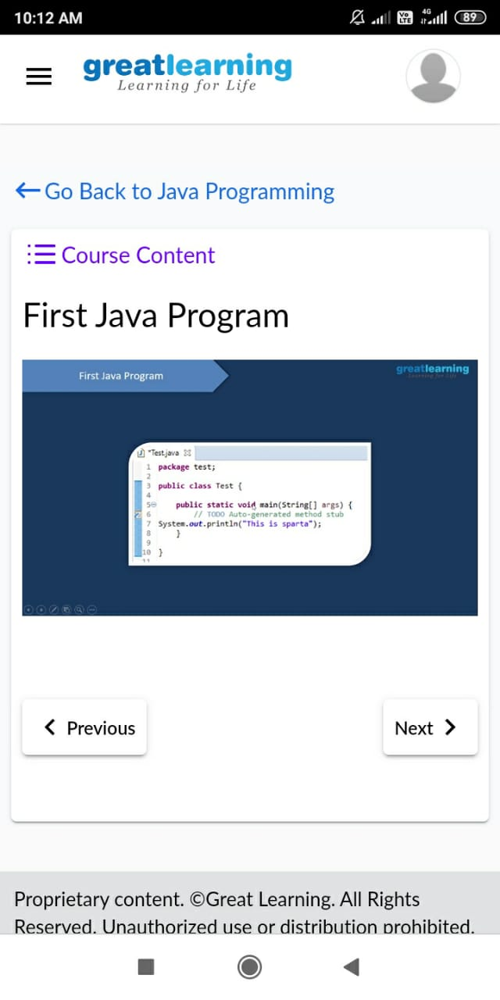 10:12 AM
Vo LTE 4G 89
greatlearning
Learning for Life
Go Back to Java Programming
Course Content
First Java Program
First Java Program
greatlearning
Learning for Life
*Test.java
1 package test;
2
3 public class Test {
4
5 public static void main(String[] args) {
6 // TODO Auto-generated method stub
7 System.out.println("This is sparta");
8 }
9
10 }
11
Previous
Next
Proprietary content. ©Great Learning. All Rights
Reserved. Unauthorized use or distribution prohibited.